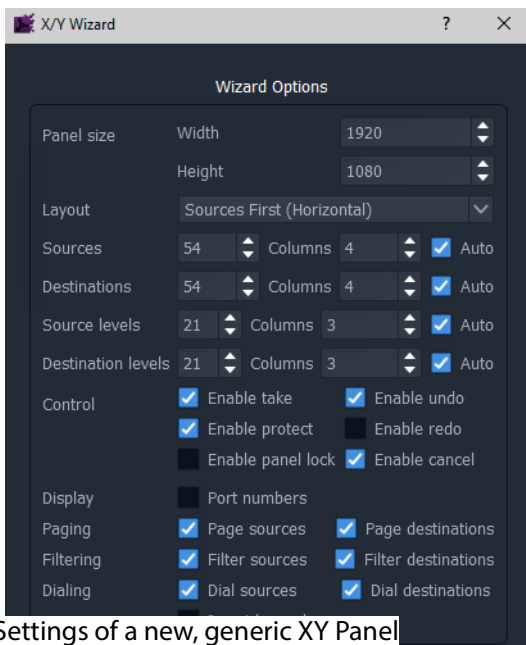 X/Y Wizard ? ×
Wizard Options
Panel size Width 1920
Height 1080
Layout Sources First (Horizontal)
Sources 54 Columns 4 Auto
Destinations 54 Columns 4 Auto
Source levels 21 Columns 3 Auto
Destination levels 21 Columns 3 Auto
Control Enable take Enable undo
Enable protect Enable redo
Enable panel lock Enable cancel
Display Port numbers
Paging Page sources Page destinations
Filtering Filter sources Filter destinations
Dialing Dial sources Dial destinations
Settings of a new, generic XY Panel